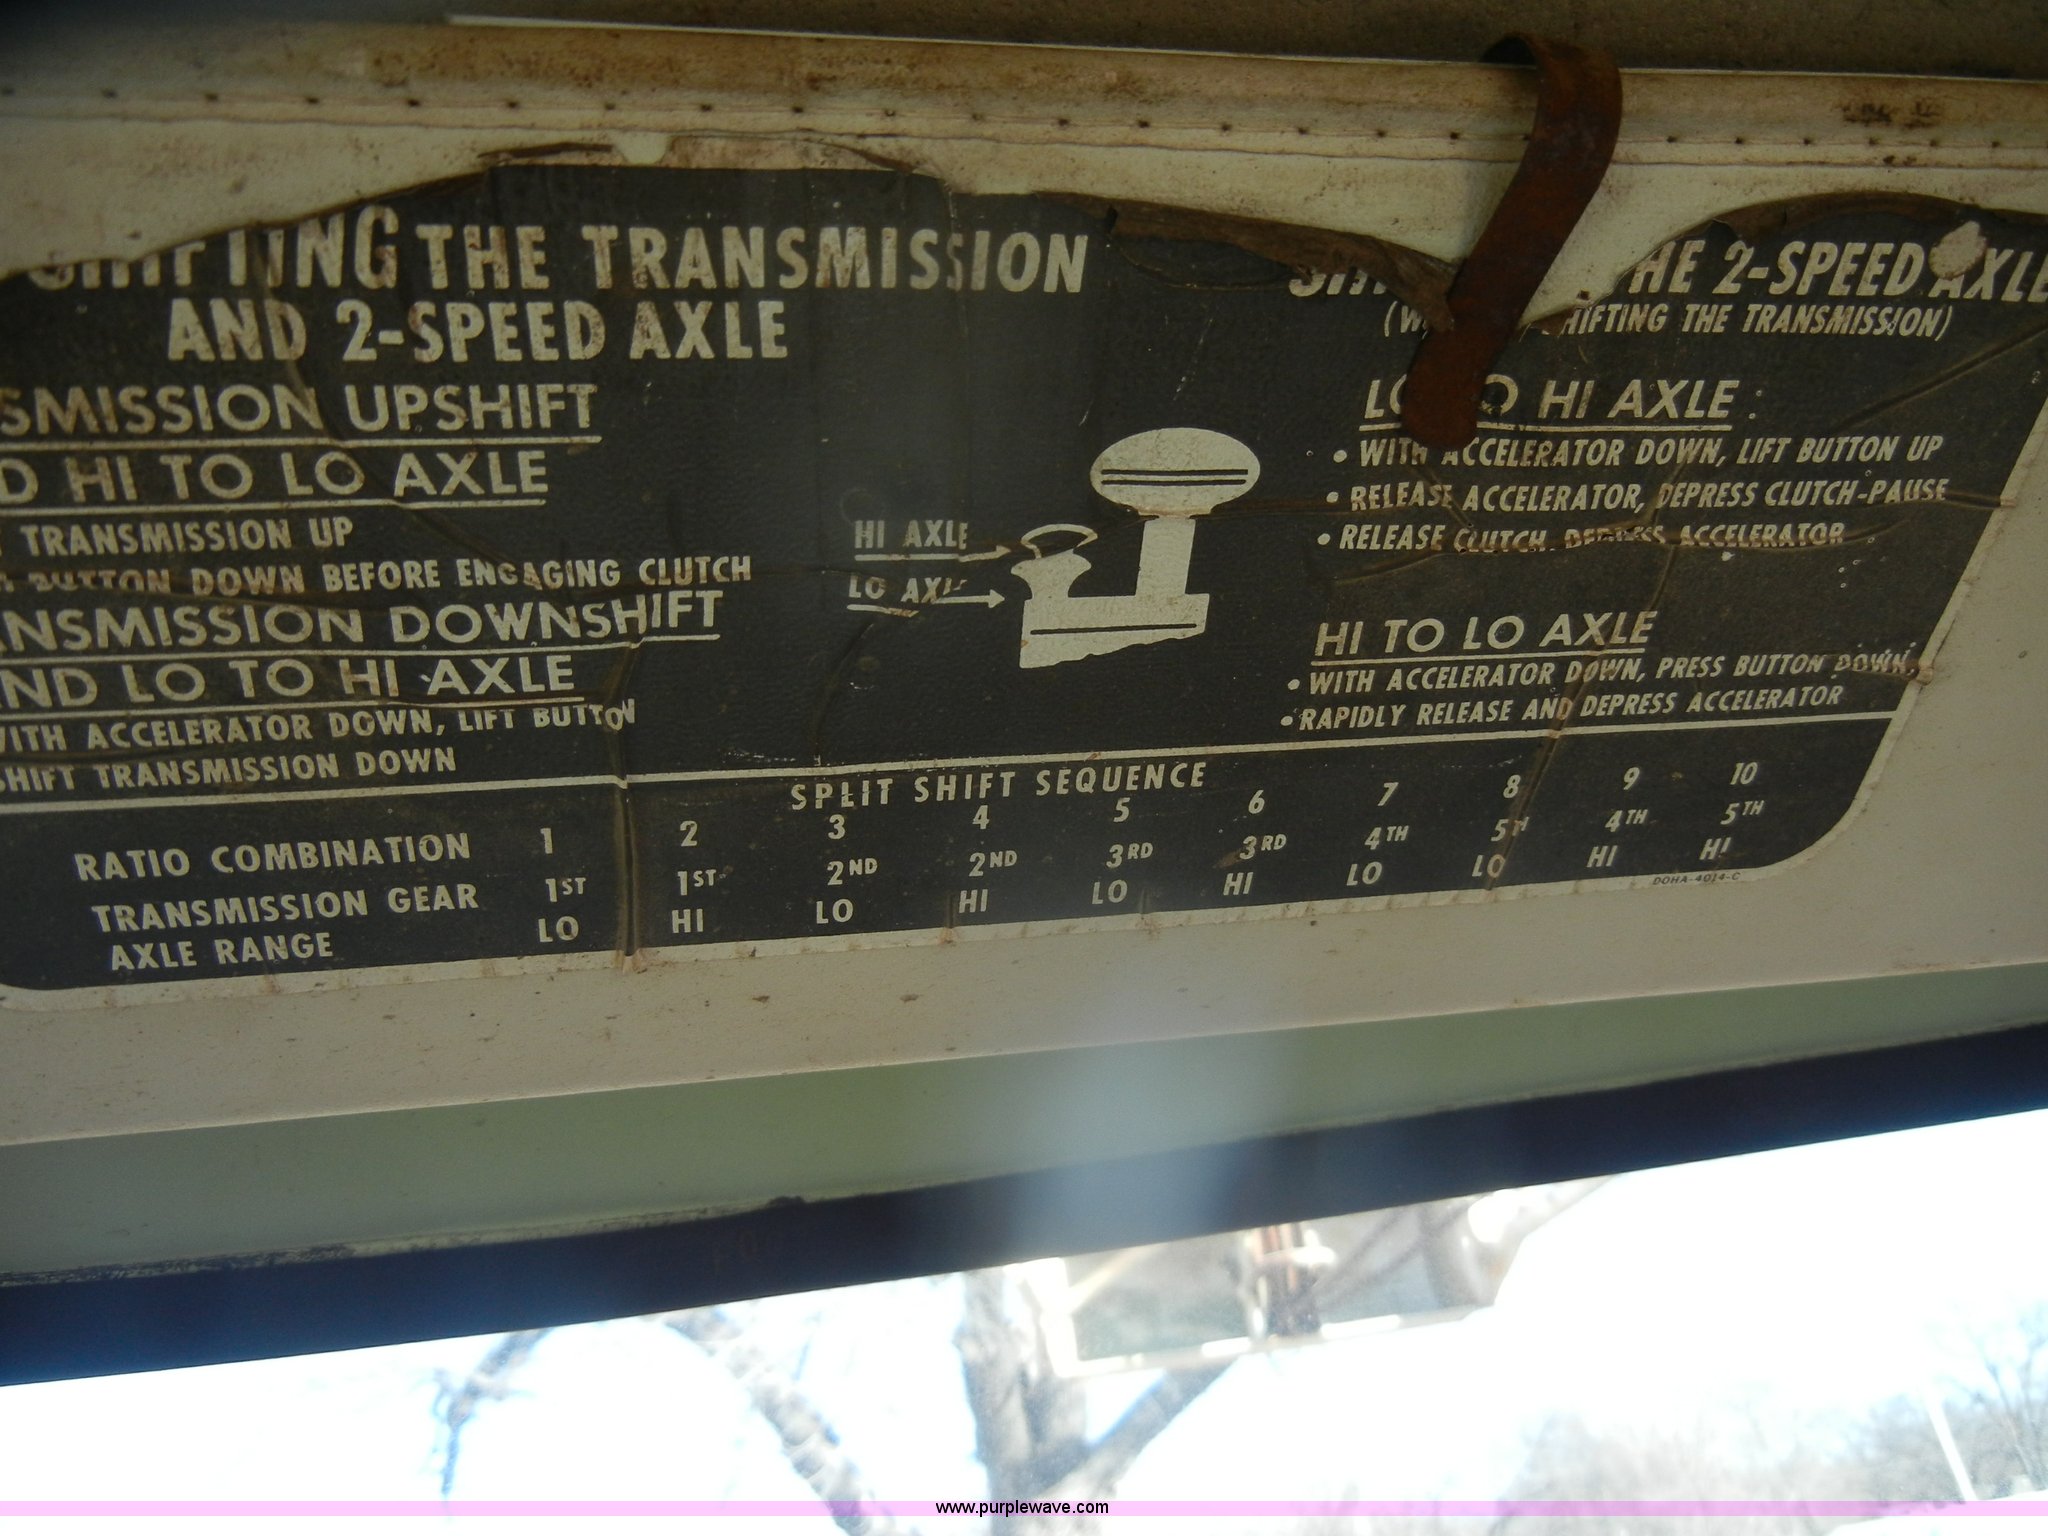 SHIFTING THE TRANSMISSION
AND 2-SPEED AXLE
SMISSION UPSHIFT
D HI TO LO AXLE
TRANSMISSION UP
BUTTON DOWN BEFORE ENGAGING CLUTCH
ANSMISSION DOWNSHIFT
ND LO TO HI AXLE
WITH ACCELERATOR DOWN, LIFT BUTTON
SHIFT TRANSMISSION DOWN
HI AXLE
LO AXLE
HE 2-SPEED AXLE
HIFTING THE TRANSMISSION)
LO TO HI AXLE:
• WITH ACCELERATOR DOWN, LIFT BUTTON UP
• RELEASE ACCELERATOR, DEPRESS CLUTCH-PAUSE
• RELEASE CLUTCH, DEPRESS ACCELERATOR
HI TO LO AXLE
• WITH ACCELERATOR DOWN, PRESS BUTTON DOWN,
• RAPIDLY RELEASE AND DEPRESS ACCELERATOR
SPLIT SHIFT SEQUENCE
RATIO COMBINATION 1 2 3 4 5 6 7 8 9 10
TRANSMISSION GEAR 1ST 1ST 2ND 2ND 3RD 3RD 4TH 5TH 4TH 5TH
AXLE RANGE LO HI LO HI LO HI LO LO HI HI
DOHA-4014-C
www.purplewave.com